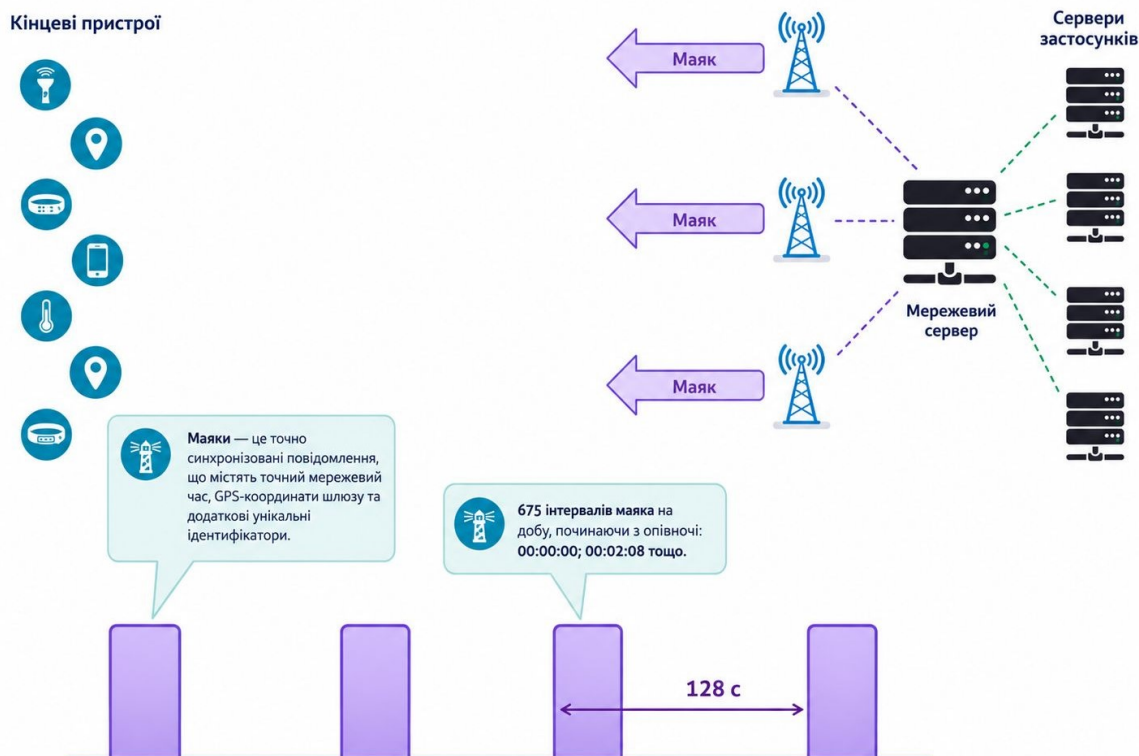 Кінцеві пристрої
Сервери
застосунків
Маяк
Маяк
Мережевий
сервер
Маяк
Маяки — це точно
синхронізовані повідомлення,
що містять точний мережевий
час, GPS-координати шлюзу та
додаткові унікальні
ідентифікатори.
675 інтервалів маяка на
добу, починаючи з опівночі:
00:00:00; 00:02:08 тощо.
128 с